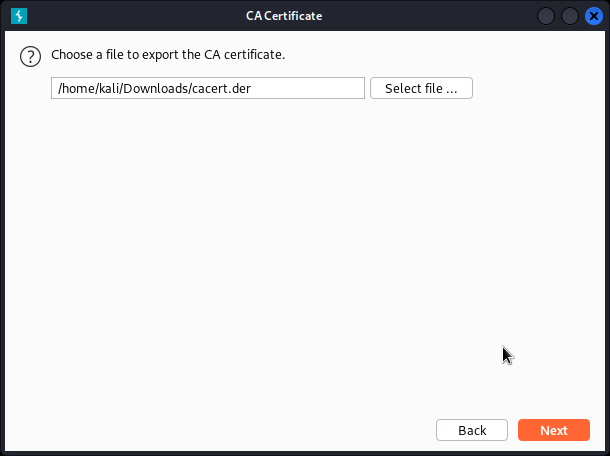 CA Certificate
Choose a file to export the CA certificate.
/home/kali/Downloads/cacert.der
Select file ...
Back
Next